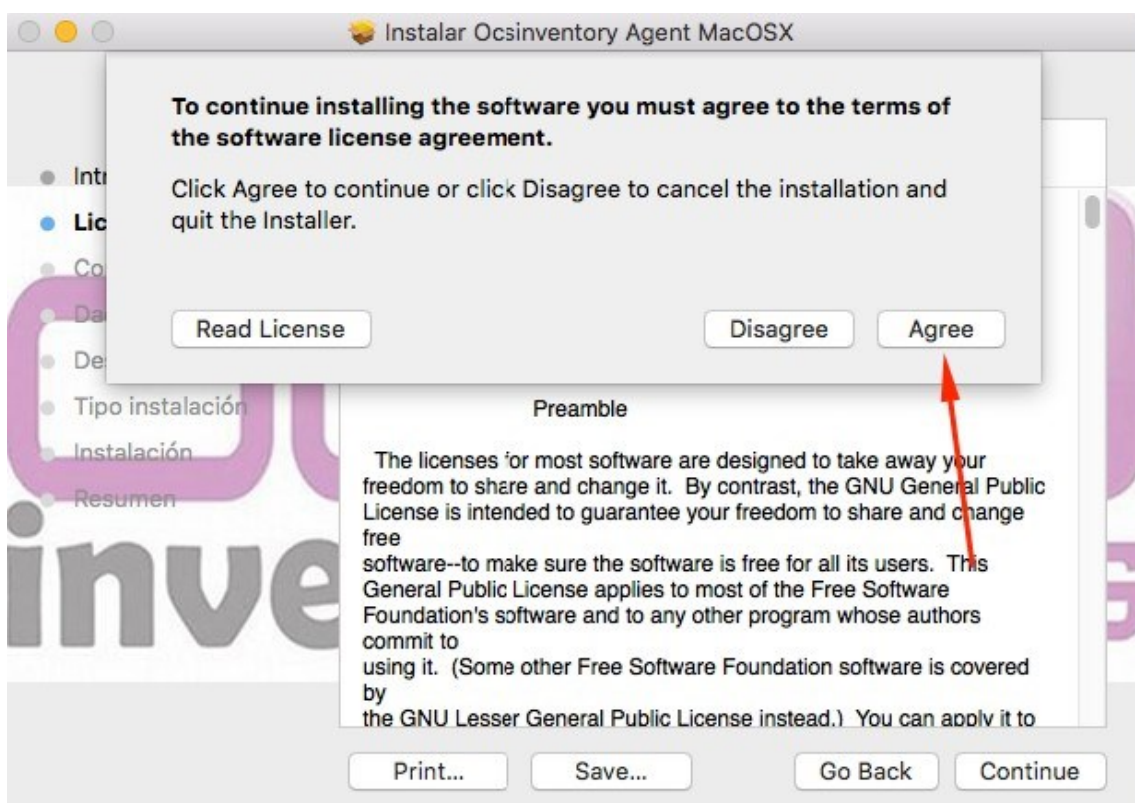 Instalar Ocsinventory Agent MacOSX
To continue installing the software you must agree to the terms of
the software license agreement.
Click Agree to continue or click Disagree to cancel the installation and
quit the Installer.
Read License
Disagree
Agree
Intr
Lic
Co
Da
De
Tipo instalación
Instalación
Resumen
inve
Preamble
The licenses for most software are designed to take away your
freedom to share and change it.  By contrast, the GNU General Public
License is intended to guarantee your freedom to share and change
free
software--to make sure the software is free for all its users.  This
General Public License applies to most of the Free Software
Foundation's software and to any other program whose authors
commit to
using it.  (Some other Free Software Foundation software is covered
by
the GNU Lesser General Public License instead.)  You can apply it to
Print...
Save...
Go Back
Continue